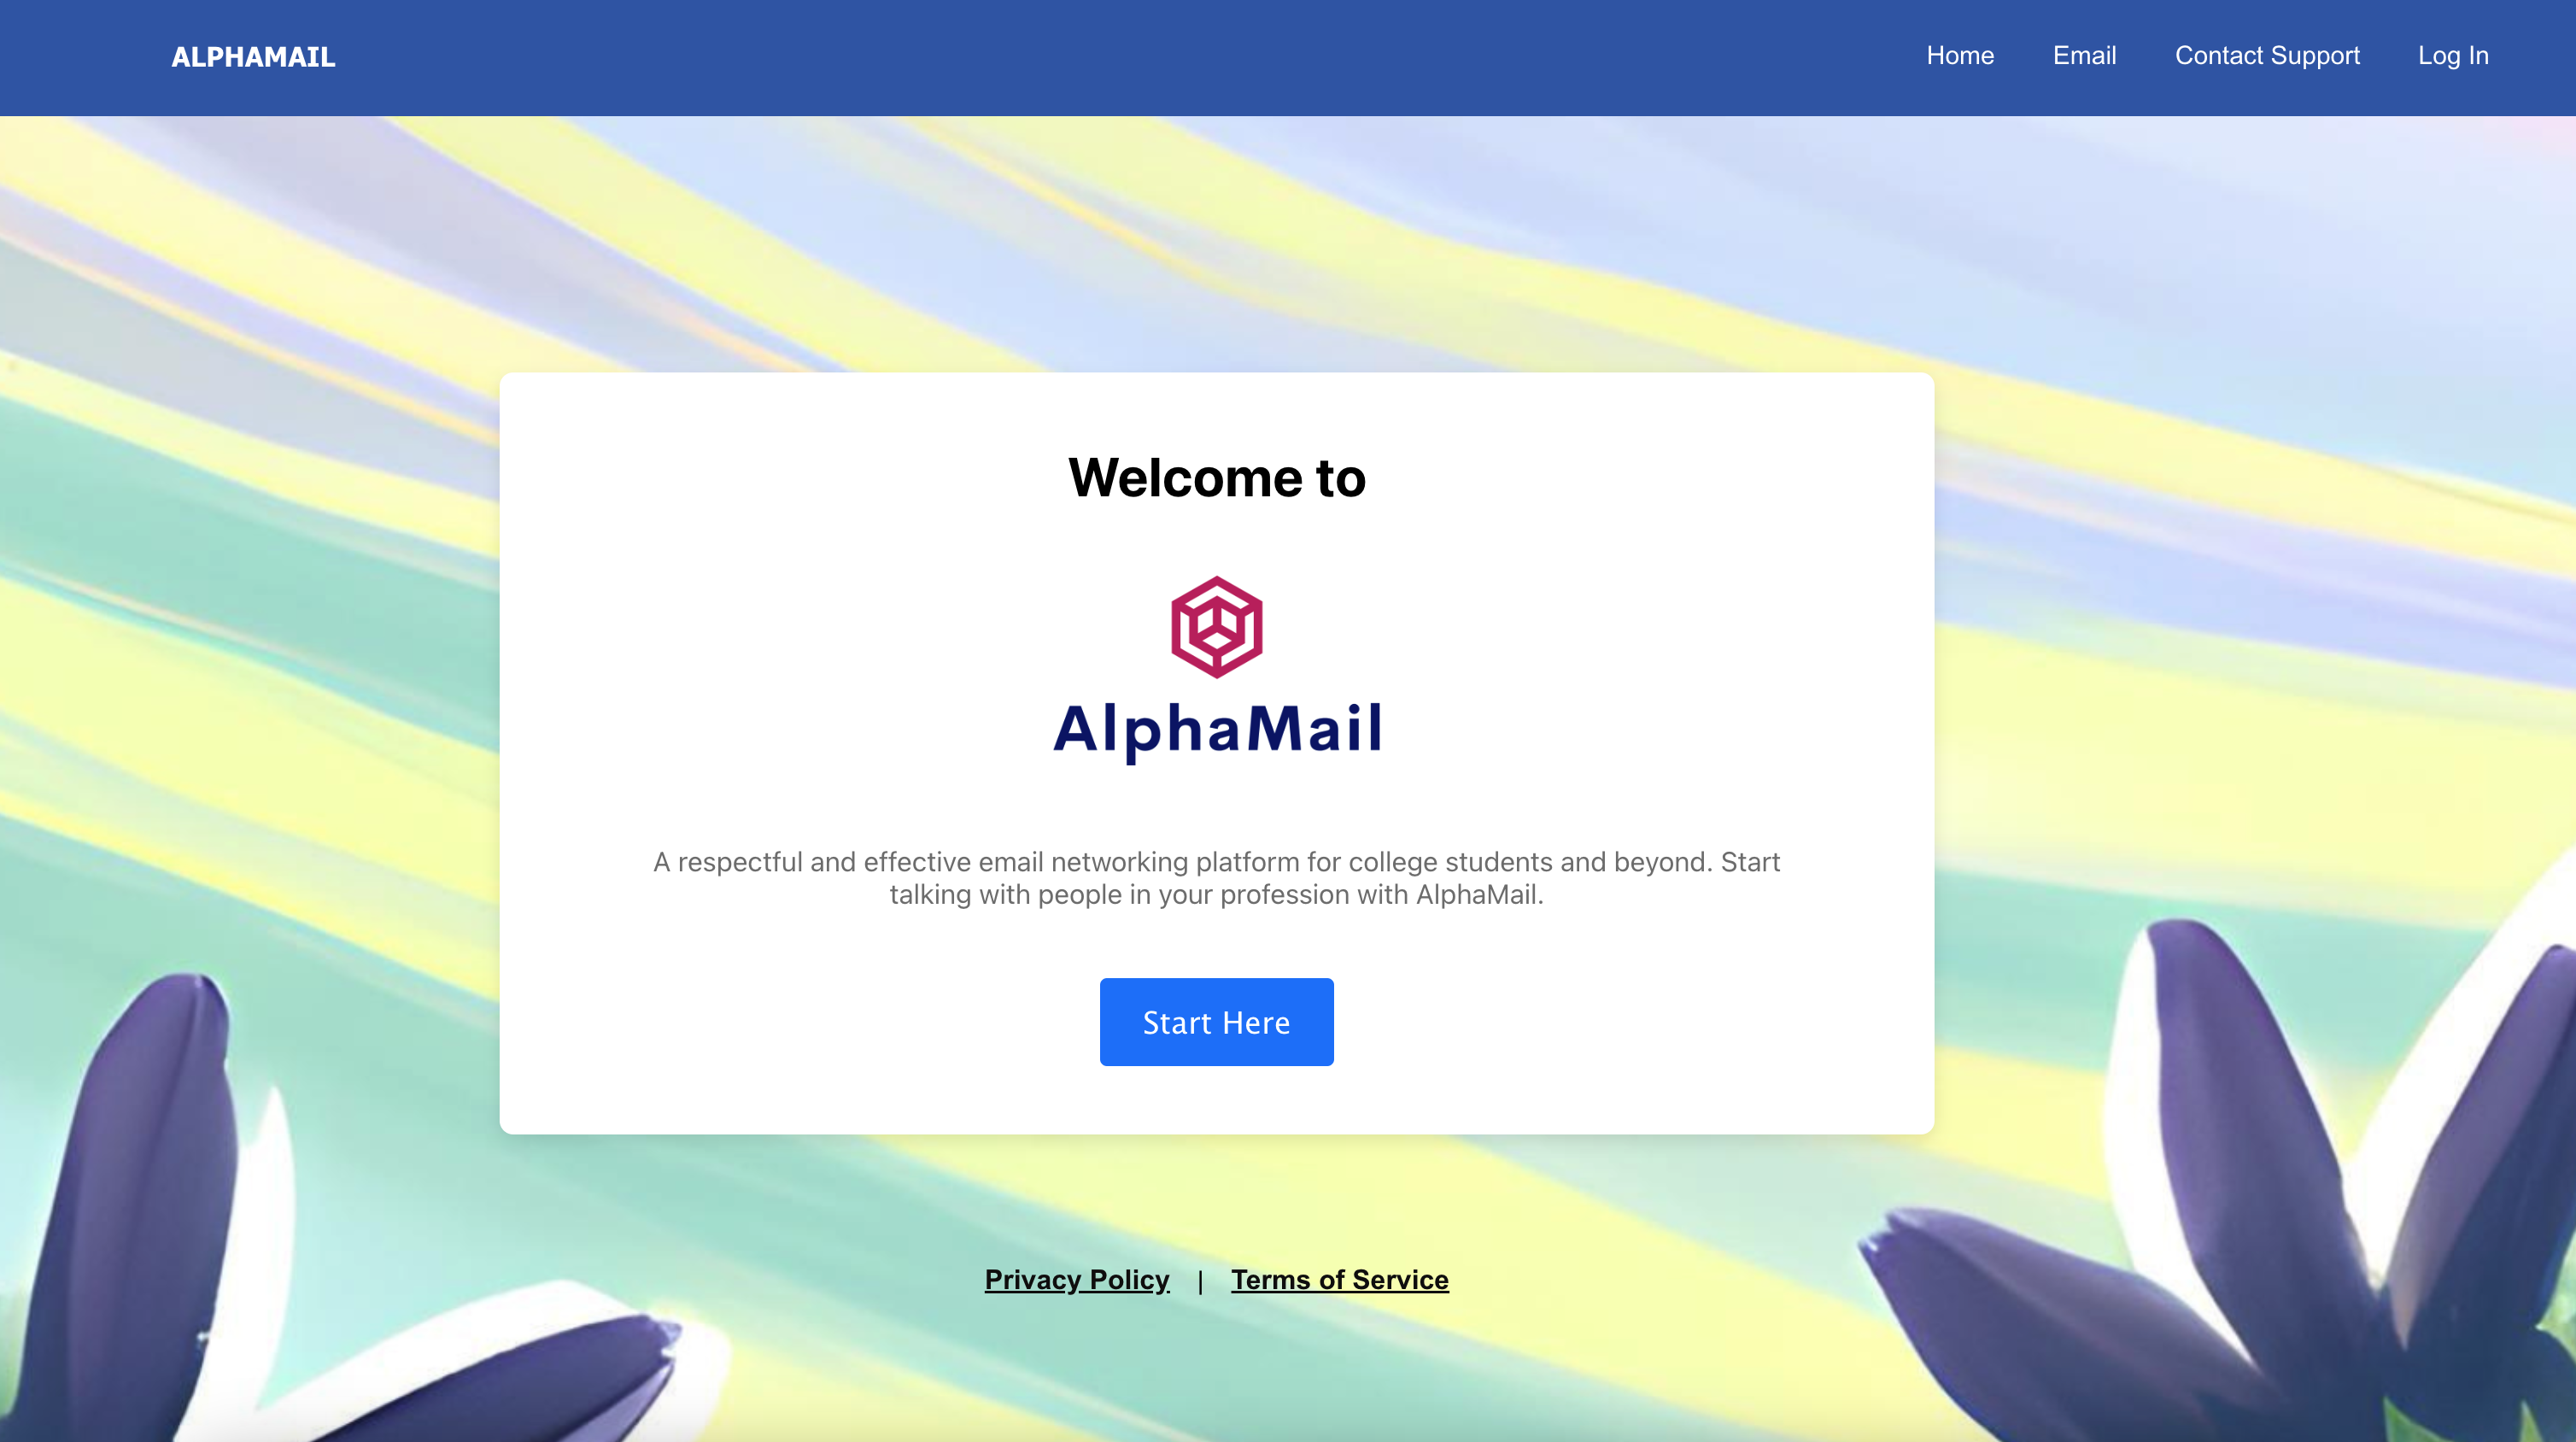 ALPHAMAIL
Home Email Contact Support Log In
Welcome to
AlphaMail
A respectful and effective email networking platform for college students and beyond. Start
talking with people in your profession with AlphaMail.
Start Here
Privacy Policy | Terms of Service